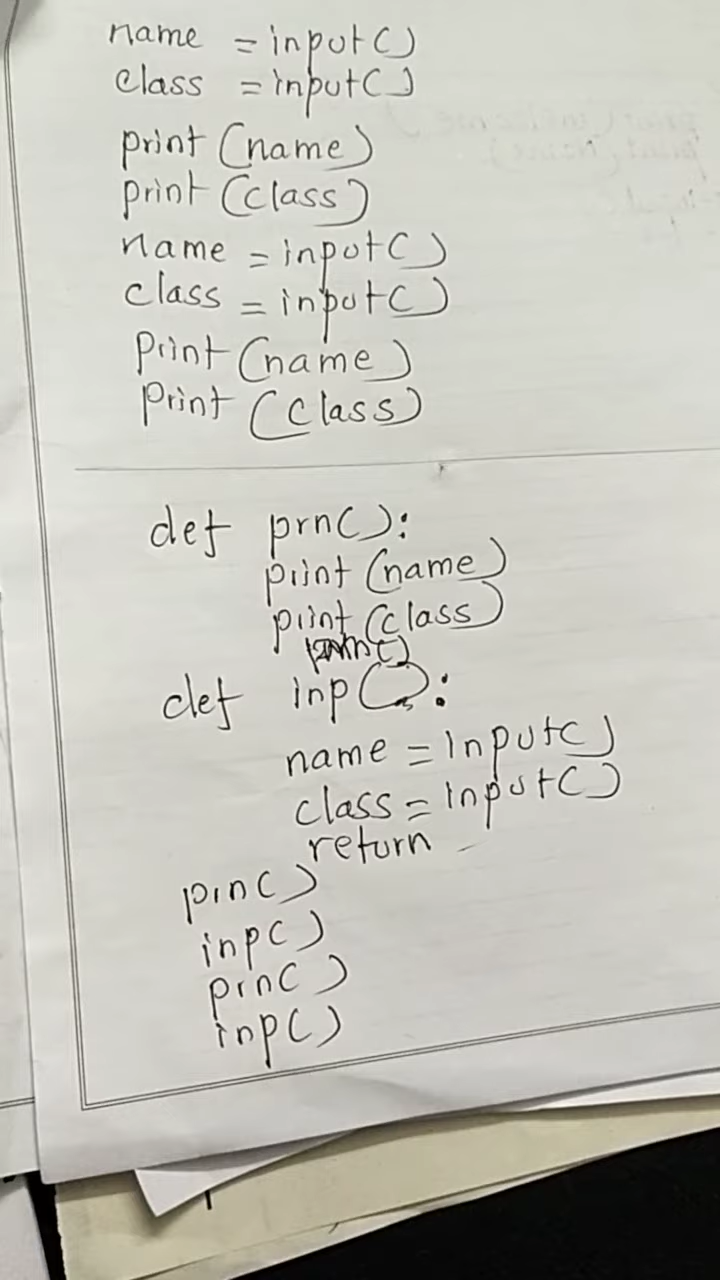 name = input()
class = input()
print (name)
print (class)
name = input()
class = input()
Print (name)
Print (class)
def prn():
print (name)
print (class)
def inp():
name = input()
class = input()
return
prn()
inp()
prn()
inp()